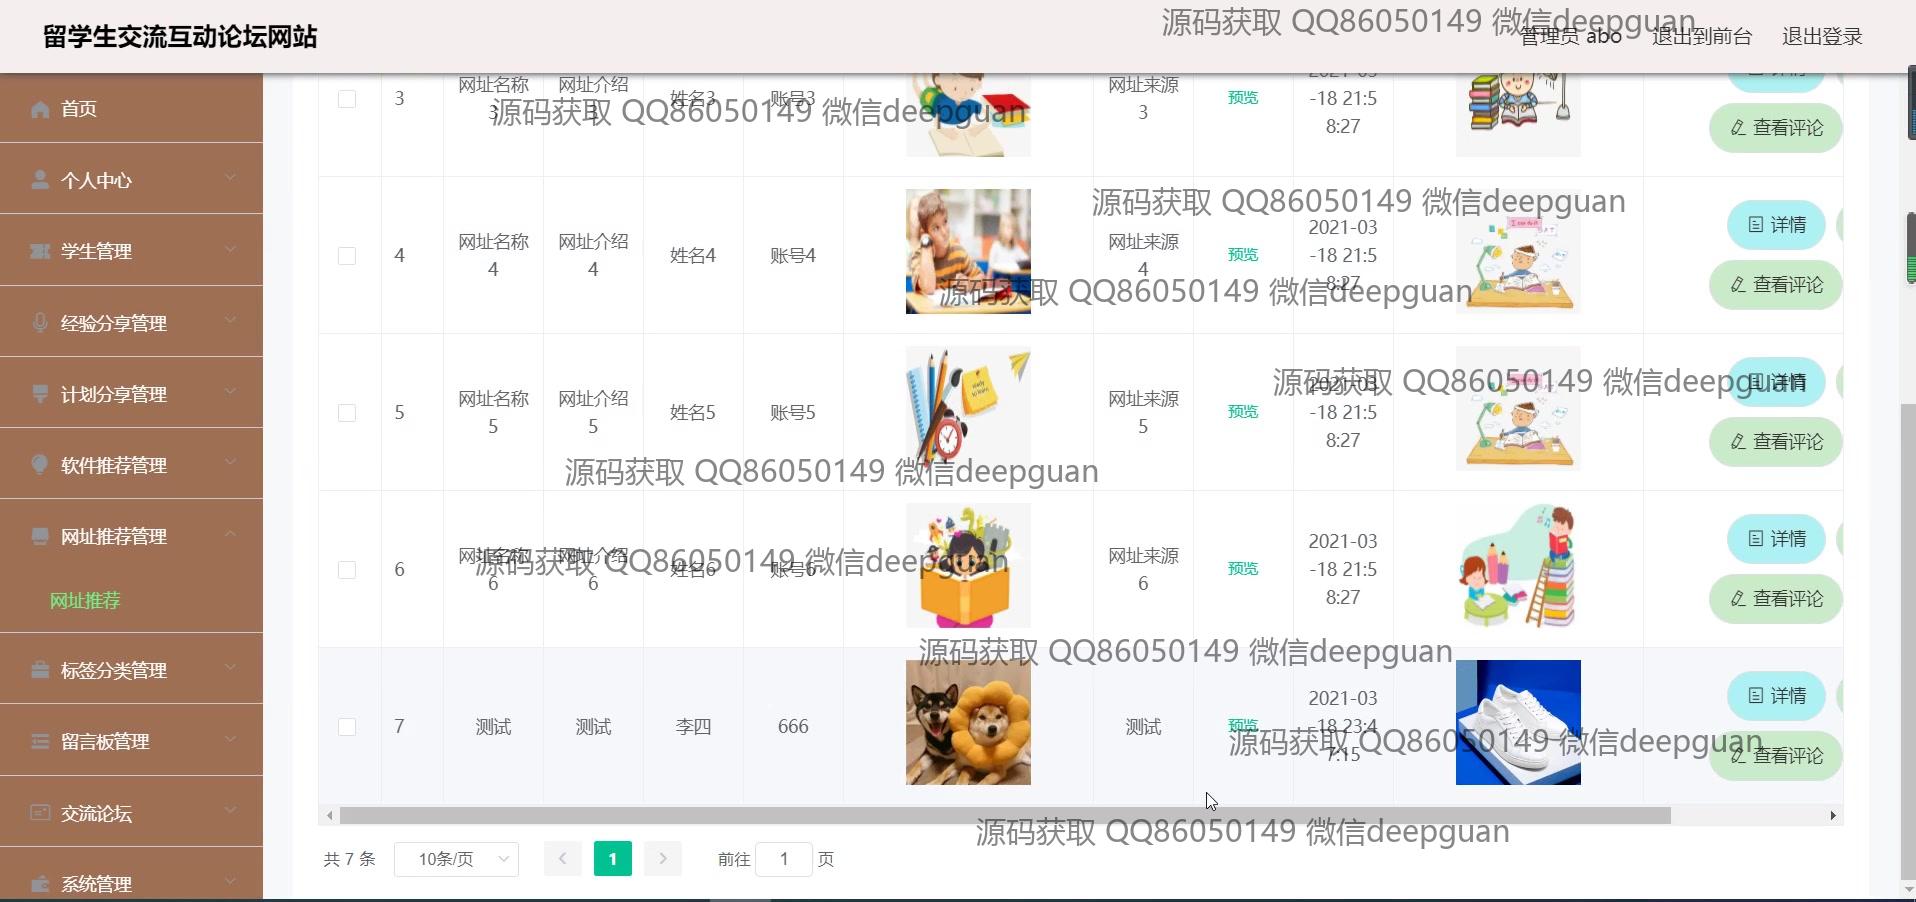 留学生交流互动论坛网站
源码获取 QQ86050149 微信deepguan
管理员 abo
退出到前台
退出登录
首页
个人中心
学生管理
经验分享管理
计划分享管理
软件推荐管理
网址推荐管理
网址推荐
标签分类管理
留言板管理
交流论坛
系统管理
3
网址名称
3
网址介绍
3
姓名3
账号3
网址来源
3
预览
-18 21:5
8:27
查看评论
源码获取 QQ86050149 微信deepguan
源码获取 QQ86050149 微信deepguan
4
网址名称
4
网址介绍
4
姓名4
账号4
网址来源
4
预览
2021-03
-18 21:5
8:27
详情
查看评论
源码获取 QQ86050149 微信deepguan
源码获取 QQ86050149 微信deepguan
5
网址名称
5
网址介绍
5
姓名5
账号5
网址来源
5
预览
2021-03
-18 21:5
8:27
详情
查看评论
源码获取 QQ86050149 微信deepguan
6
网址名称
6
网址介绍
6
姓名6
账号6
网址来源
6
预览
2021-03
-18 21:5
8:27
详情
查看评论
源码获取 QQ86050149 微信deepguan
源码获取 QQ86050149 微信deepguan
7
测试
测试
李四
666
测试
预览
2021-03
-18 23:4
7:15
详情
查看评论
源码获取 QQ86050149 微信deepguan
源码获取 QQ86050149 微信deepguan
共 7 条
10条/页
1
前往 1 页